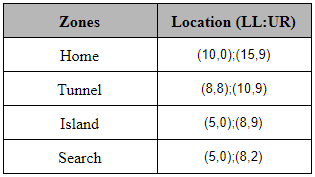 Zones Location (LL:UR)
Home (10,0);(15,9)
Tunnel (8,8);(10,9)
Island (5,0);(8,9)
Search (5,0);(8,2)